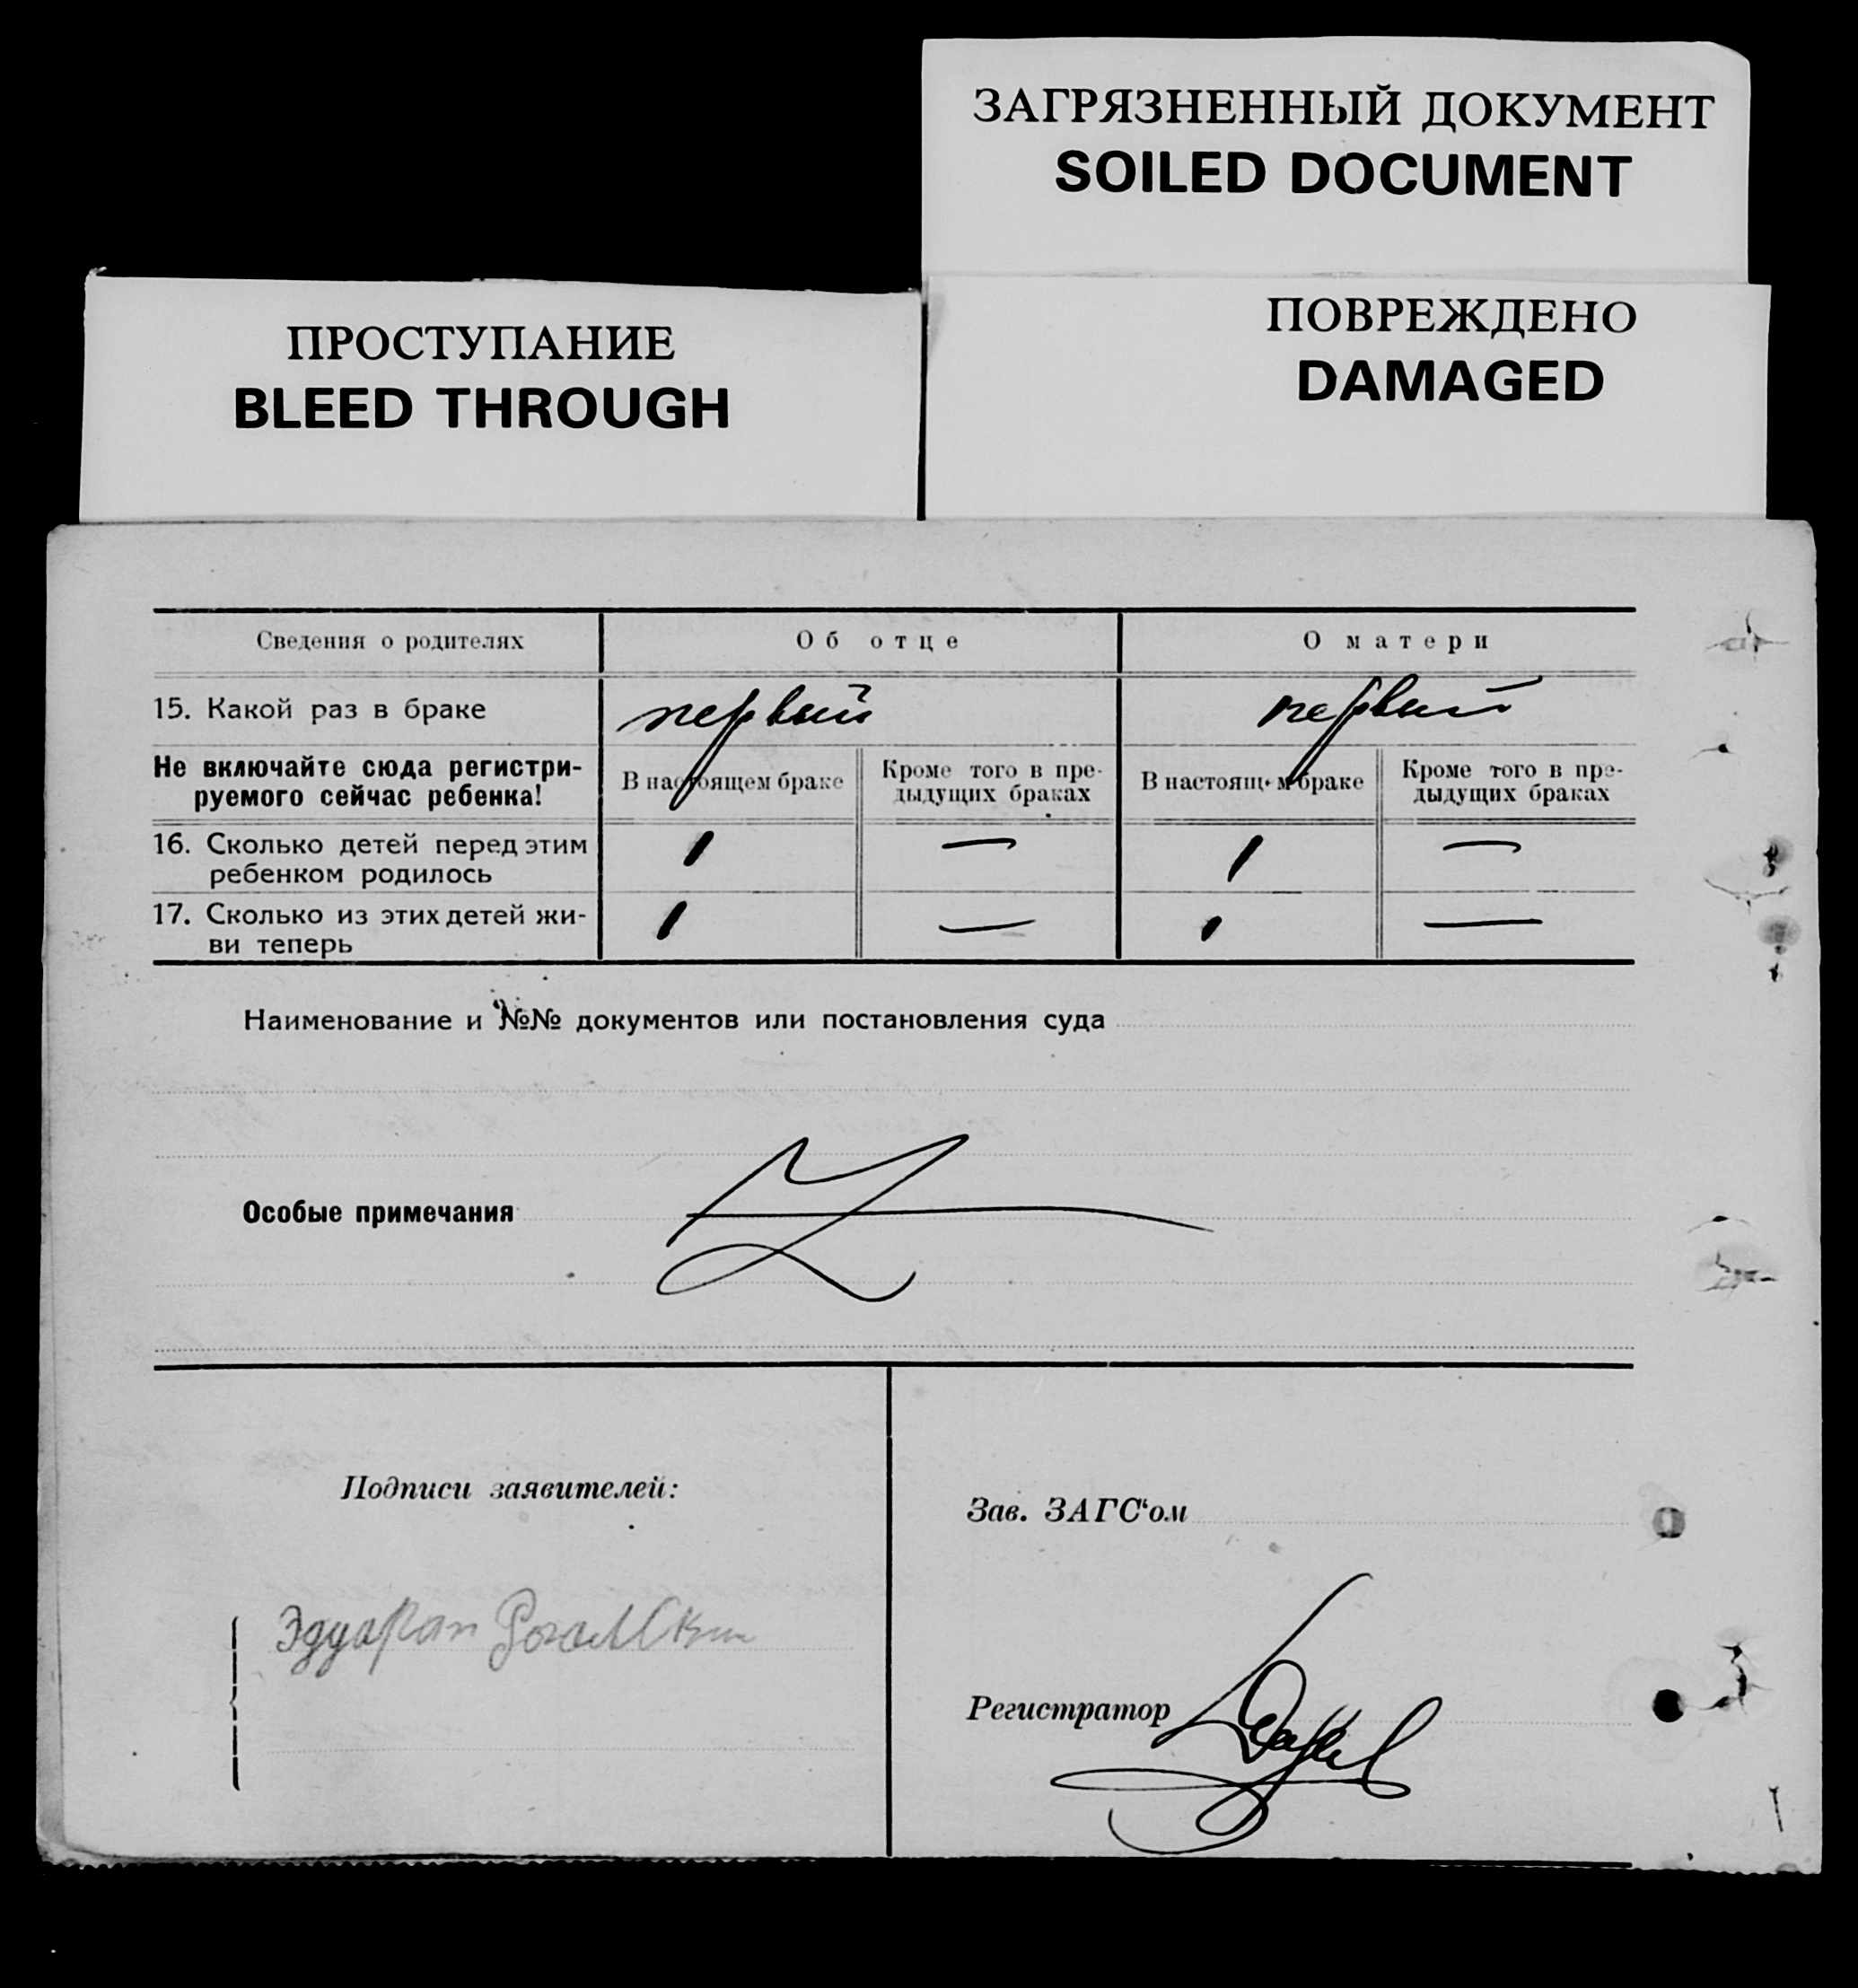 ЗАГРЯЗНЕННЫЙ ДОКУМЕНТ
SOILED DOCUMENT
ПРОСТУПАНИЕ
BLEED THROUGH
ПОВРЕЖДЕНО
DAMAGED
Сведения о родителях Об отце О матери
15. Какой раз в браке первый первый
Не включайте сюда регистри-
руемого сейчас ребенка!
В настоящем браке
Кроме того в пре-
дыдущих браках
В настоящем браке
Кроме того в пре-
дыдущих браках
16. Сколько детей перед этим
ребенком родилось 1 — 1 —
17. Сколько из этих детей жи-
ви теперь 1 — 1 —
Наименование и №№ документов или постановления суда
Особые примечания
Подписи заявителей:
Зав. ЗАГС‘ом
Регистратор